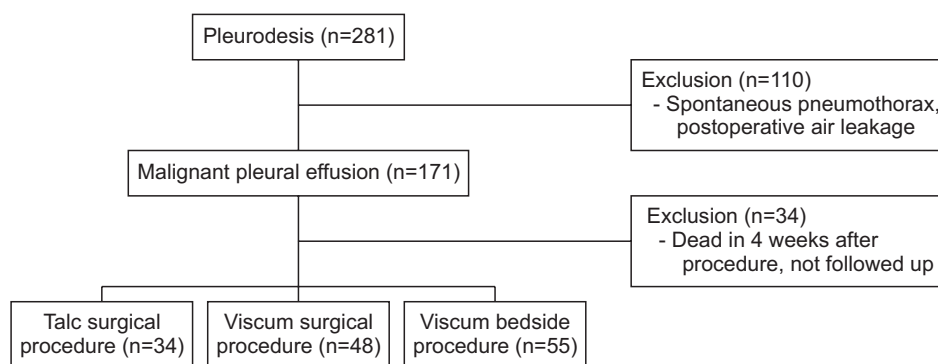 Pleurodesis (n=281)
Exclusion (n=110)
- Spontaneous pneumothorax,
postoperative air leakage
Malignant pleural effusion (n=171)
Exclusion (n=34)
- Dead in 4 weeks after
procedure, not followed up
Talc surgical
procedure (n=34)
Viscum surgical
procedure (n=48)
Viscum bedside
procedure (n=55)